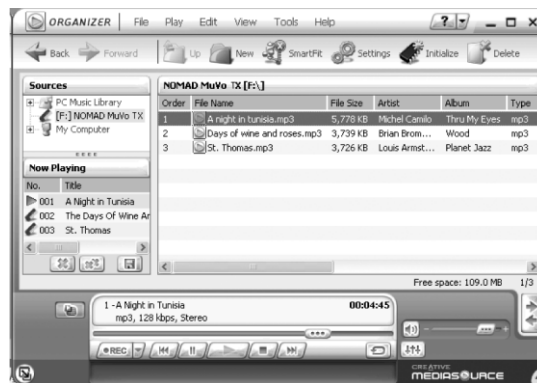 ORGANIZER File Play Edit View Tools Help ?
Back Forward Up New SmartFit Settings Initialize Delete
Sources
PC Music Library
[F:] NOMAD MuVo TX
My Computer
Now Playing
No. Title
001 A Night in Tunisia
002 The Days Of Wine Ar
003 St. Thomas
NOMAD MuVo TX [F:\]
Order File Name File Size Artist Album Type
1 A night in tunisia.mp3 5,778 KB Michel Camilo Thru My Eyes mp3
2 Days of wine and roses.mp3 3,739 KB Brian Brom... Wood mp3
3 St. Thomas.mp3 3,726 KB Louis Armst... Planet Jazz mp3
Free space: 109.0 MB 1/3
1 -A Night in Tunisia 00:04:45
mp3, 128 kbps, Stereo
REC
CREATIVE
MEDIASOURCE